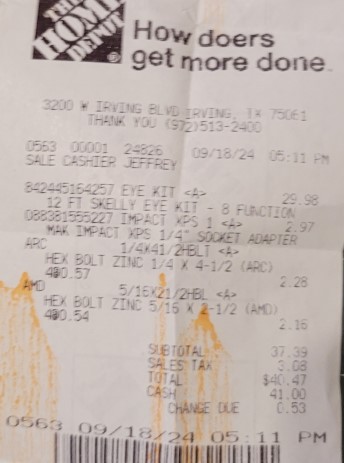 THE
HOME
DEPOT
How doers
get more done.
3200 W IRVING BLVD IRVING, TX 75061
THANK YOU (972)513-2400
0563 00001 24826 09/18/24 05:11 PM
SALE CASHIER JEFFREY
842445164257 EYE KIT <A> 29.98
12 FT SKELLY EYE KIT - 8 FUNCTION
088381555227 IMPACT XPS 1 <A> 2.97
MAK IMPACT XPS 1/4" SOCKET ADAPTER
ARC 1/4X41/2HBLT <A>
HEX BOLT ZINC 1/4 X 4-1/2 (ARC)
4@0.57 2.28
AMD 5/16X21/2HBL <A>
HEX BOLT ZINC 5/16 X 2-1/2 (AMD)
4@0.54 2.16
SUBTOTAL 37.39
SALES TAX 3.08
TOTAL $40.47
CASH 41.00
CHANGE DUE 0.53
0563 09/18/24 05:11 PM